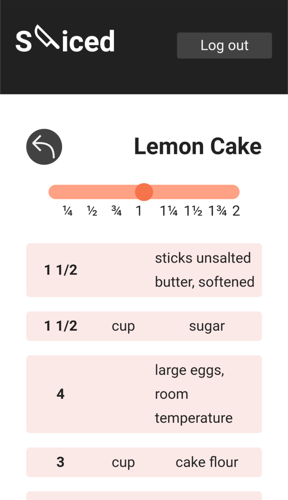 Sliced
Log out
Lemon Cake
¼ ½ ¾ 1 1¼ 1½ 1¾ 2
1 1/2 sticks unsalted
butter, softened
1 1/2 cup sugar
4 large eggs,
room
temperature
3 cup cake flour